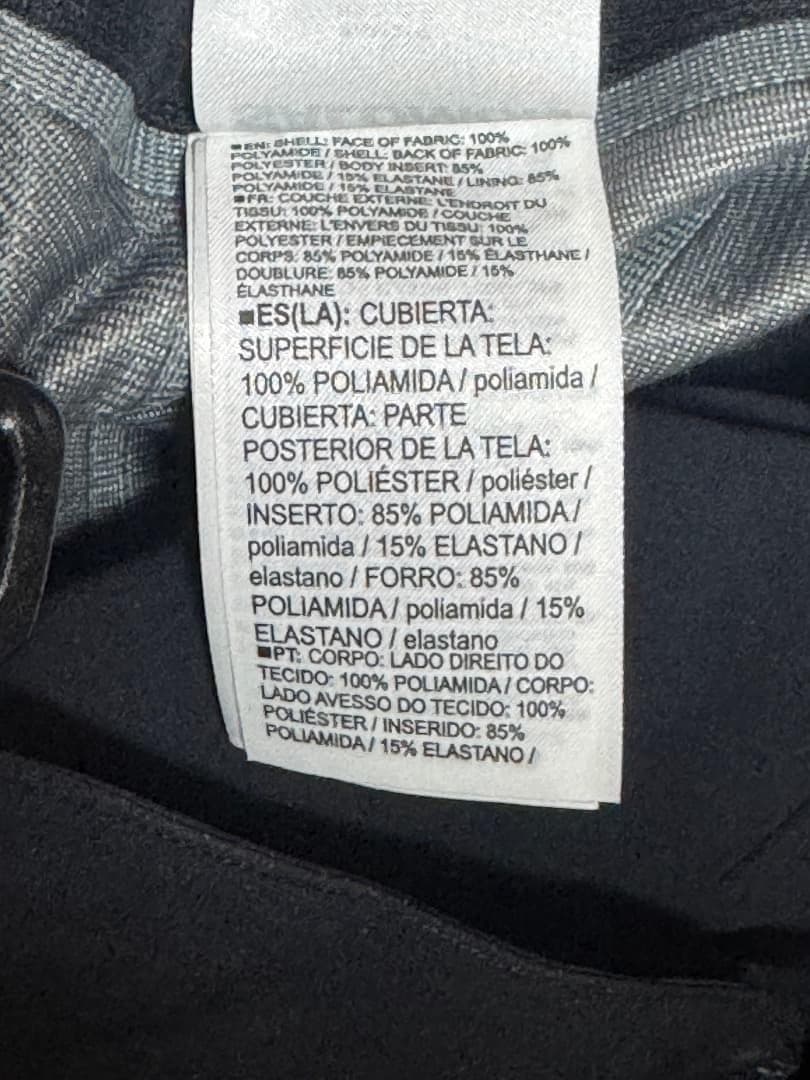 ■EN: SHELL: FACE OF FABRIC: 100%
POLYAMIDE / SHELL: BACK OF FABRIC: 100%
POLYESTER / BODY INSERT: 85%
POLYAMIDE / 15% ELASTANE / LINING: 85%
POLYAMIDE / 15% ELASTANE
■FR: COUCHE EXTERNE: L'ENDROIT DU
TISSU: 100% POLYAMIDE / COUCHE
EXTERNE: L'ENVERS DU TISSU: 100%
POLYESTER / EMPIECEMENT SUR LE
CORPS: 85% POLYAMIDE / 15% ÉLASTHANE /
DOUBLURE: 85% POLYAMIDE / 15%
ÉLASTHANE
■ES(LA): CUBIERTA:
SUPERFICIE DE LA TELA:
100% POLIAMIDA / poliamida /
CUBIERTA: PARTE
POSTERIOR DE LA TELA:
100% POLIÉSTER / poliéster /
INSERTO: 85% POLIAMIDA /
poliamida / 15% ELASTANO /
elastano / FORRO: 85%
POLIAMIDA / poliamida / 15%
ELASTANO / elastano
■PT: CORPO: LADO DIREITO DO
TECIDO: 100% POLIAMIDA / CORPO:
LADO AVESSO DO TECIDO: 100%
POLIÉSTER / INSERIDO: 85%
POLIAMIDA / 15% ELASTANO /